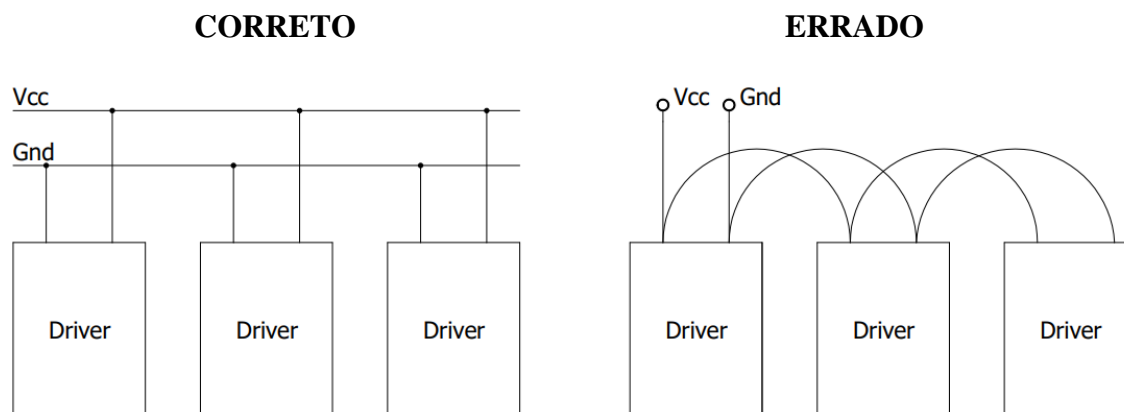 CORRETO
ERRADO
Vcc
Gnd
Driver
Driver
Driver
Vcc
Gnd
Driver
Driver
Driver